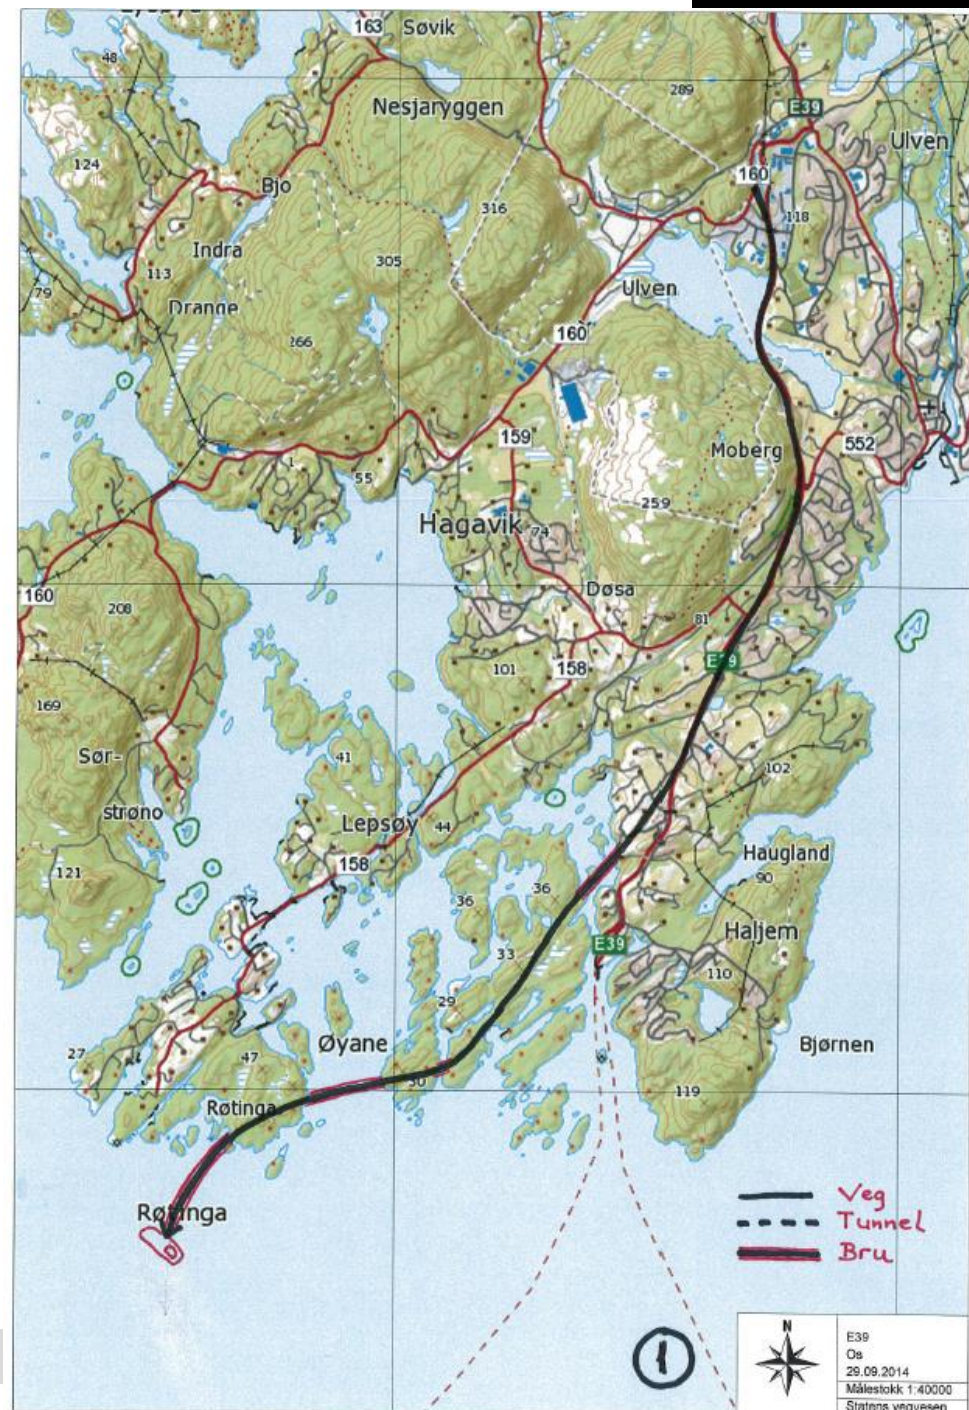 163
Søvik
48
Nesjaryggen
289
E39
Ulven
124
160
Bjo
316
118
Indra
113
305
79
Ulven
Drange
266
160
159
552
Moberg
55
259
Hagavik
74
Døsa
160
208
81
101
158
E39
169
41
Sør-
102
strøno
Lepsøy
44
Haugland
158
121
90
36
36
Haljem
33
E39
110
29
Øyane
Bjørnen
27
47
30
119
Røtinga
Røtinga
Veg
Tunnel
Bru
1
N
E39
Os
29.09.2014
Målestokk 1:40000
Statens vegvesen